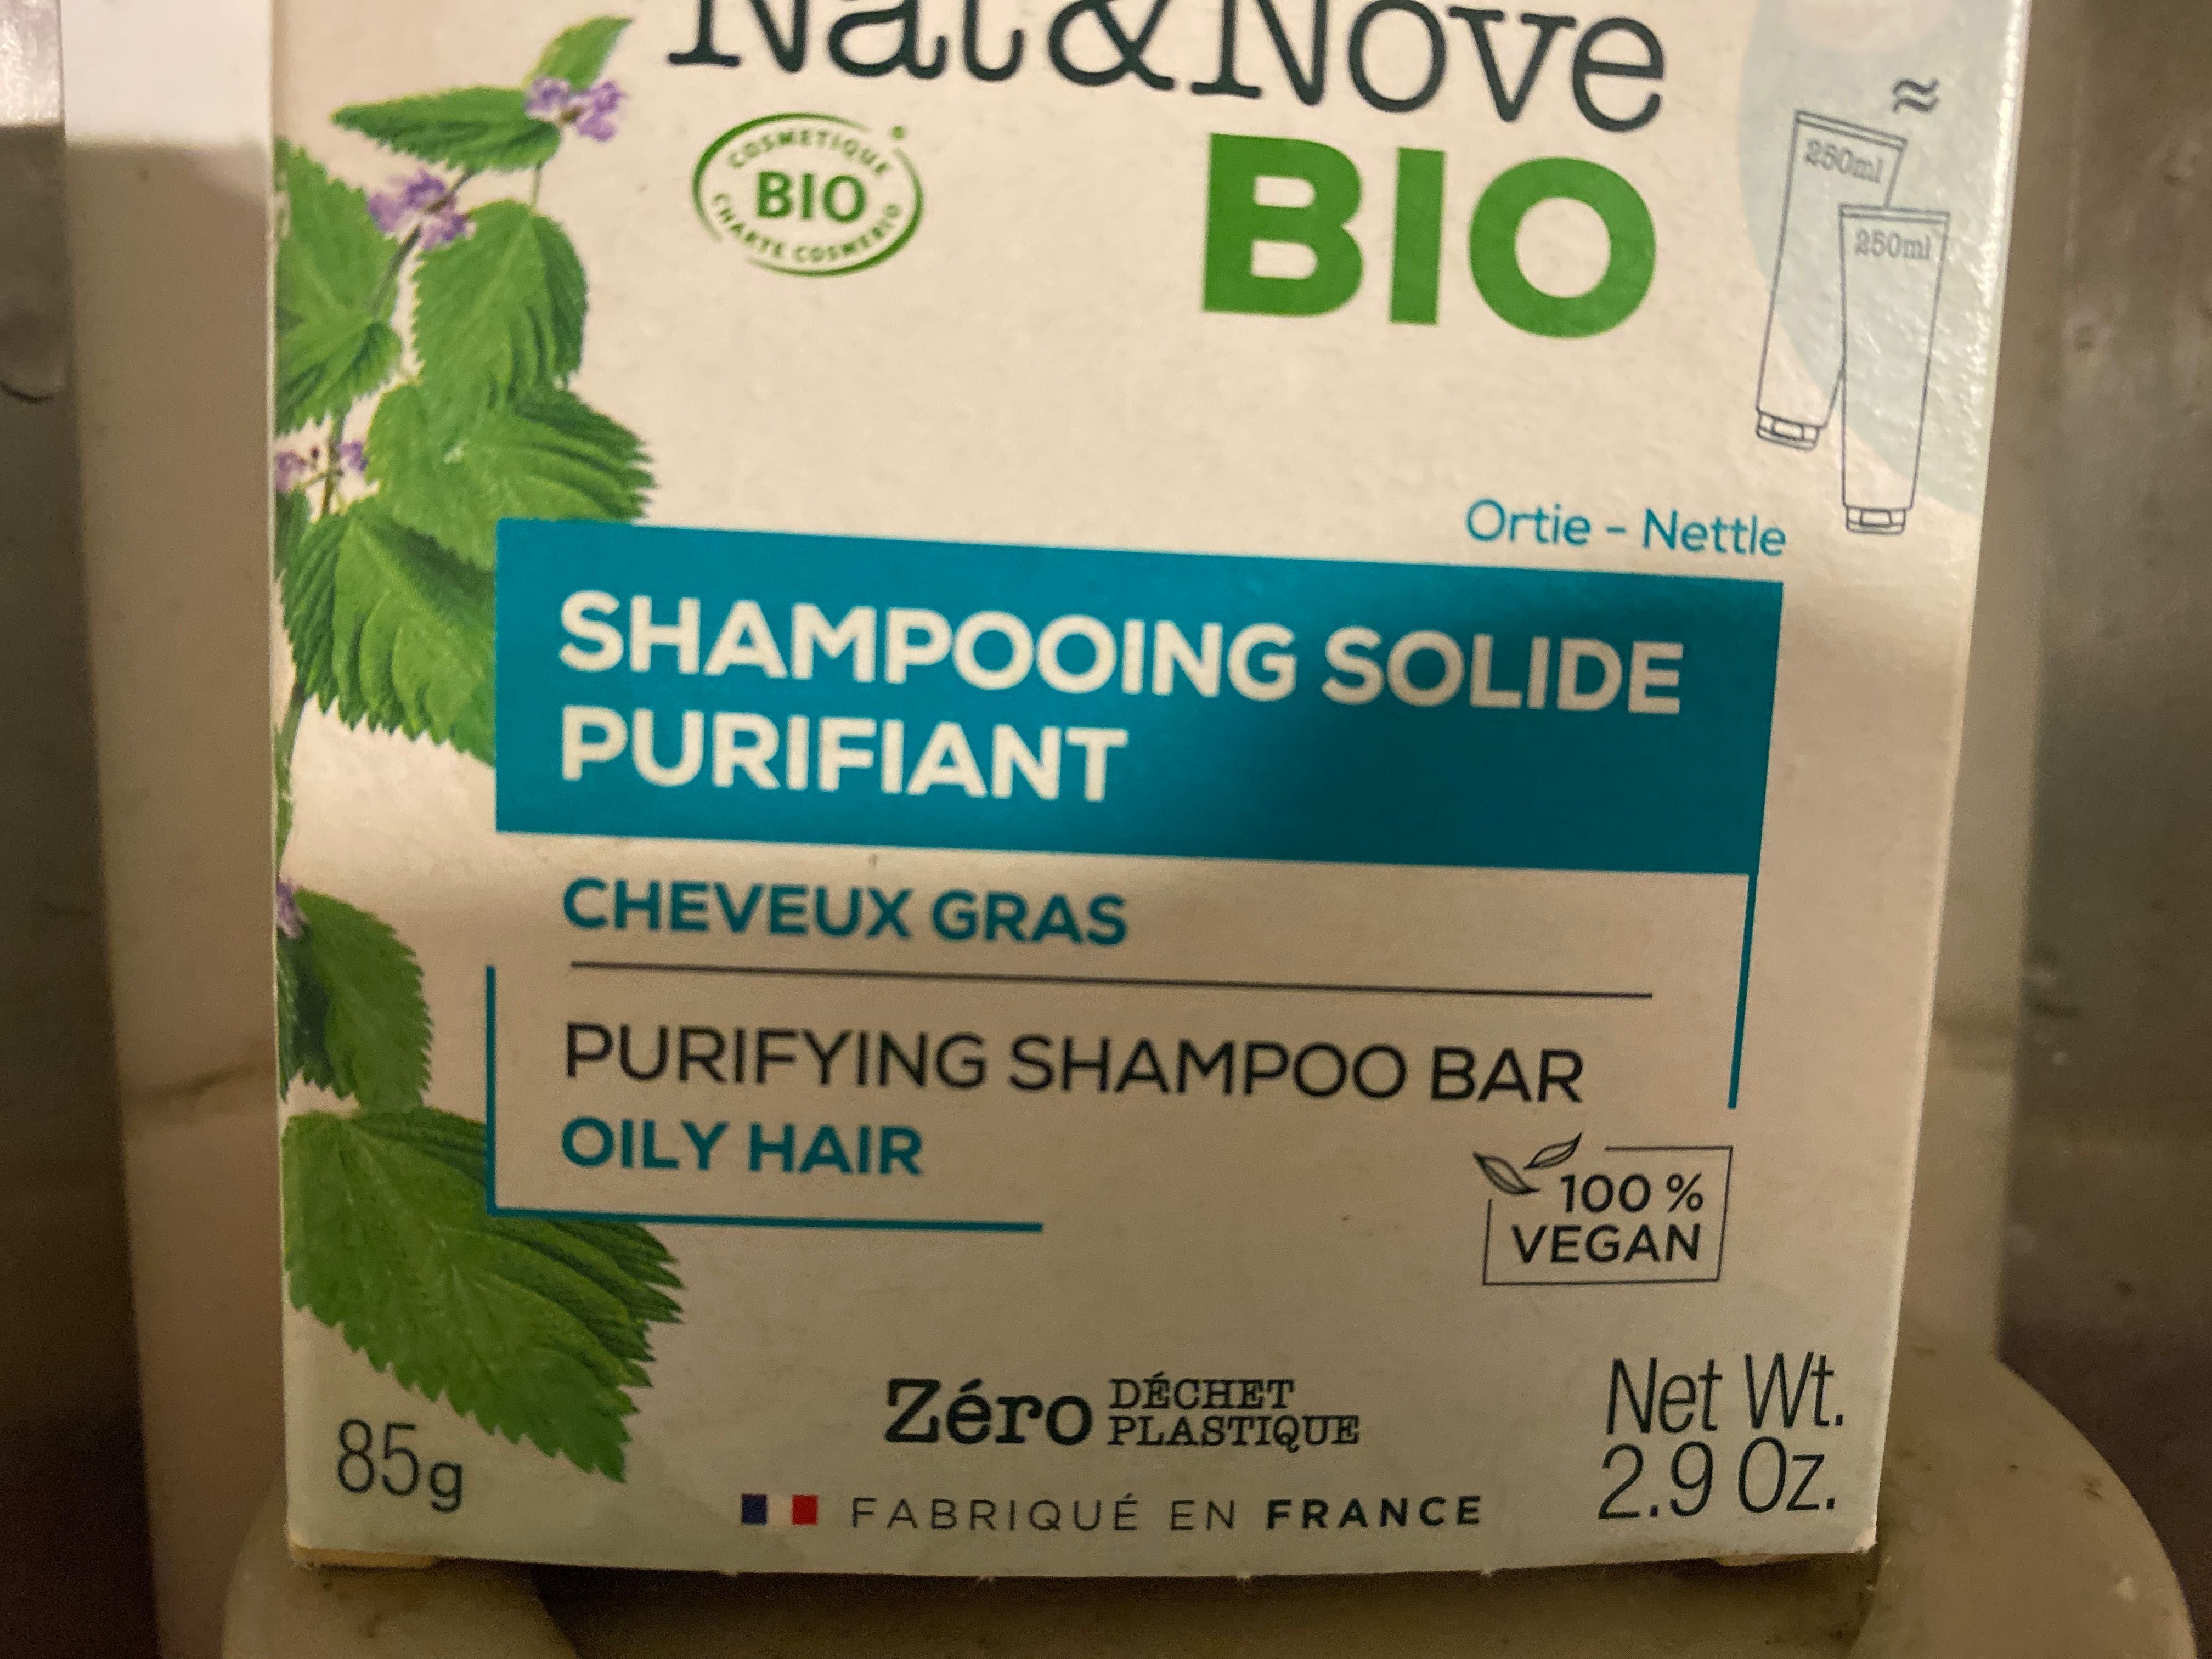 Nat&Nove
BIO
COSMETIQUE
BIO
CHARTE COSMEBIO
≈
250ml
250ml
Ortie - Nettle
SHAMPOOING SOLIDE
PURIFIANT
CHEVEUX GRAS
PURIFYING SHAMPOO BAR
OILY HAIR
100 %
VEGAN
Zéro DÉCHET
PLASTIQUE
85g
Net Wt.
2.9 Oz.
FABRIQUÉ EN FRANCE